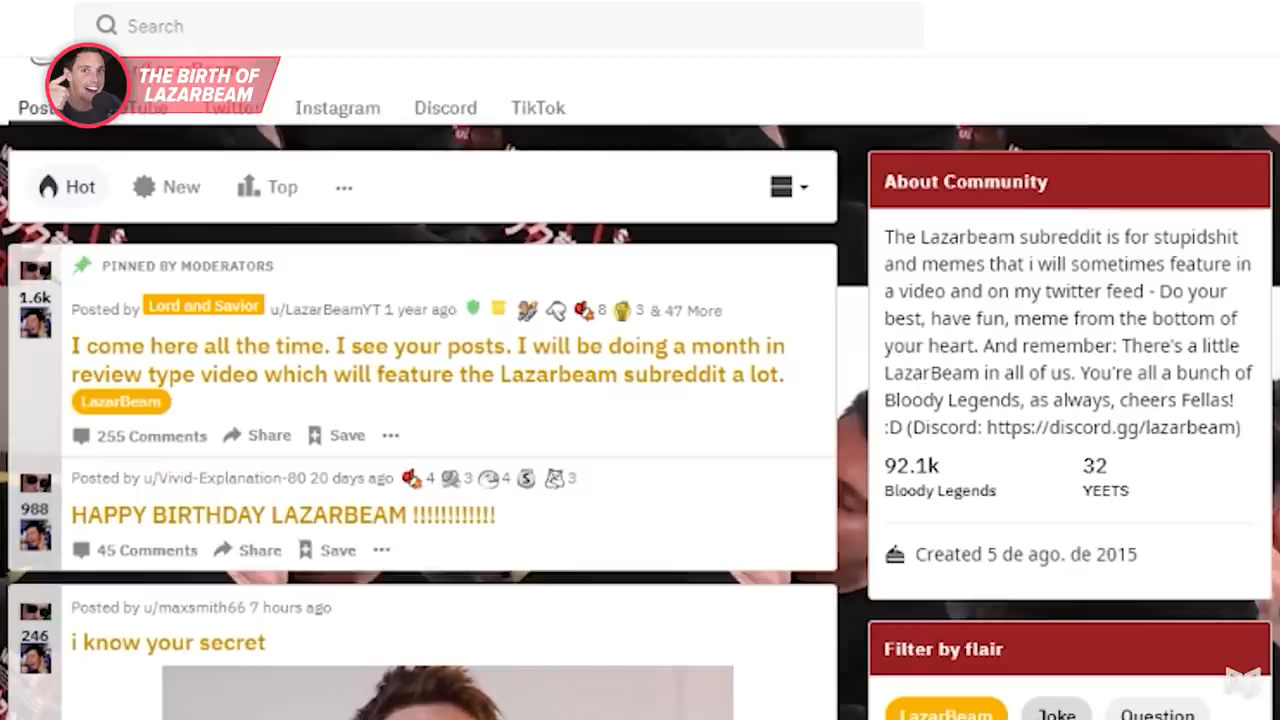 Search
THE BIRTH OF
LAZARBEAM
Posts YouTube Twitter Instagram Discord TikTok
Hot New Top ...
PINNED BY MODERATORS
1.6k
Posted by Lord and Savior u/LazarBeamYT 1 year ago 8 3 & 47 More
I come here all the time. I see your posts. I will be doing a month in
review type video which will feature the Lazarbeam subreddit a lot.
LazarBeam
255 Comments Share Save ...
Posted by u/Vivid-Explanation-80 20 days ago 4 3 4 3
988
HAPPY BIRTHDAY LAZARBEAM !!!!!!!!!!!!
45 Comments Share Save ...
Posted by u/maxsmith66 7 hours ago
246
i know your secret
About Community
The Lazarbeam subreddit is for stupidshit
and memes that i will sometimes feature in
a video and on my twitter feed - Do your
best, have fun, meme from the bottom of
your heart. And remember: There's a little
LazarBeam in all of us. You're all a bunch of
Bloody Legends, as always, cheers Fellas!
:D (Discord: https://discord.gg/lazarbeam)
92.1k 32
Bloody Legends YEETS
Created 5 de ago. de 2015
Filter by flair
LazarBeam Joke Question